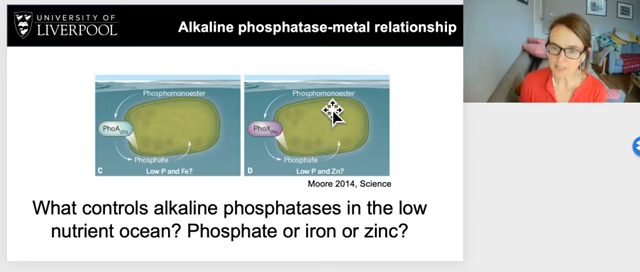 UNIVERSITY OF
LIVERPOOL
Alkaline phosphatase-metal relationship
Phosphomonoester
PhoA
Phosphate
C
Low P and Fe?
Phosphomonoester
PhoX
Phosphate
D
Low P and Zn?
Moore 2014, Science
What controls alkaline phosphatases in the low
nutrient ocean? Phosphate or iron or zinc?